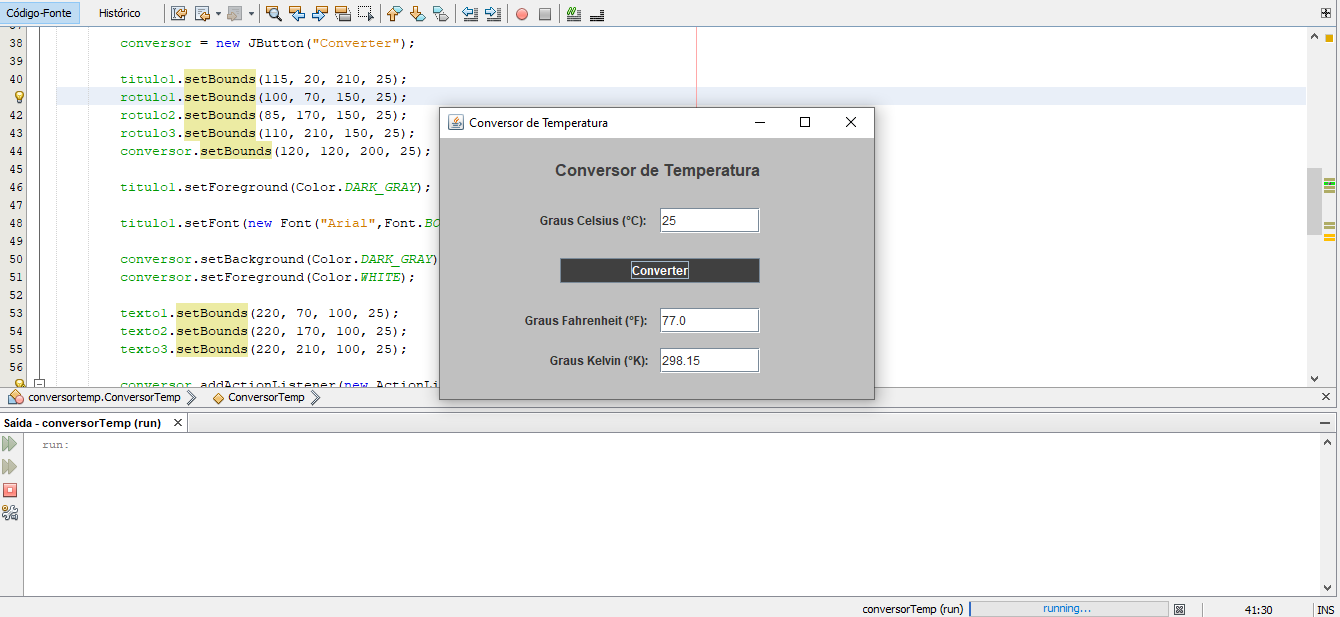 Código-Fonte Histórico
37
38 conversor = new JButton("Converter");
39
40 titulo1.setBounds(115, 20, 210, 25);
rotulo1.setBounds(100, 70, 150, 25);
42 rotulo2.setBounds(85, 170, 150, 25);
43 rotulo3.setBounds(110, 210, 150, 25);
44 conversor.setBounds(120, 120, 200, 25);
45
46 titulo1.setForeground(Color.DARK_GRAY);
47
48 titulo1.setFont(new Font("Arial",Font.BO
49
50 conversor.setBackground(Color.DARK_GRAY)
51 conversor.setForeground(Color.WHITE);
52
53 texto1.setBounds(220, 70, 100, 25);
54 texto2.setBounds(220, 170, 100, 25);
55 texto3.setBounds(220, 210, 100, 25);
56
conversor.addActionListener(new ActionLi
Conversor de Temperatura
Conversor de Temperatura
Graus Celsius (°C): 25
Converter
Graus Fahrenheit (°F): 77.0
Graus Kelvin (°K): 298.15
conversortemp.ConversorTemp ConversorTemp
Saída - conversorTemp (run)
run:
conversorTemp (run) running... 41:30 INS